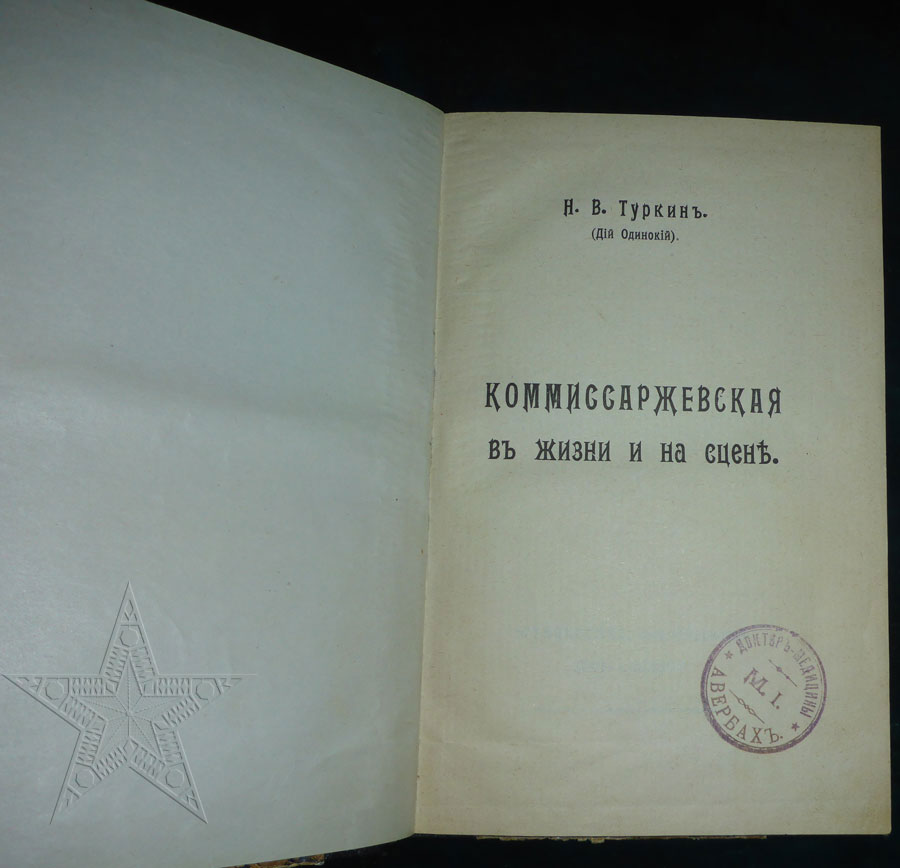 Н. В. Туркинъ.
(Дій Одинокій).
КОММИССАРЖЕВСКАЯ
въ жизни и на сценѣ.
ДОКТОРЪ-МЕДИЦИНЫ
М. I.
АВЕРБАХЪ.